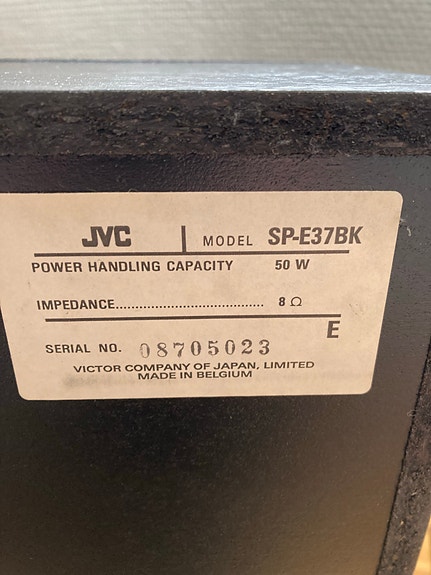 JVC MODEL SP-E37BK
POWER HANDLING CAPACITY 50 W
IMPEDANCE..................................... 8 Ω
E
SERIAL NO. 08705023
VICTOR COMPANY OF JAPAN, LIMITED
MADE IN BELGIUM